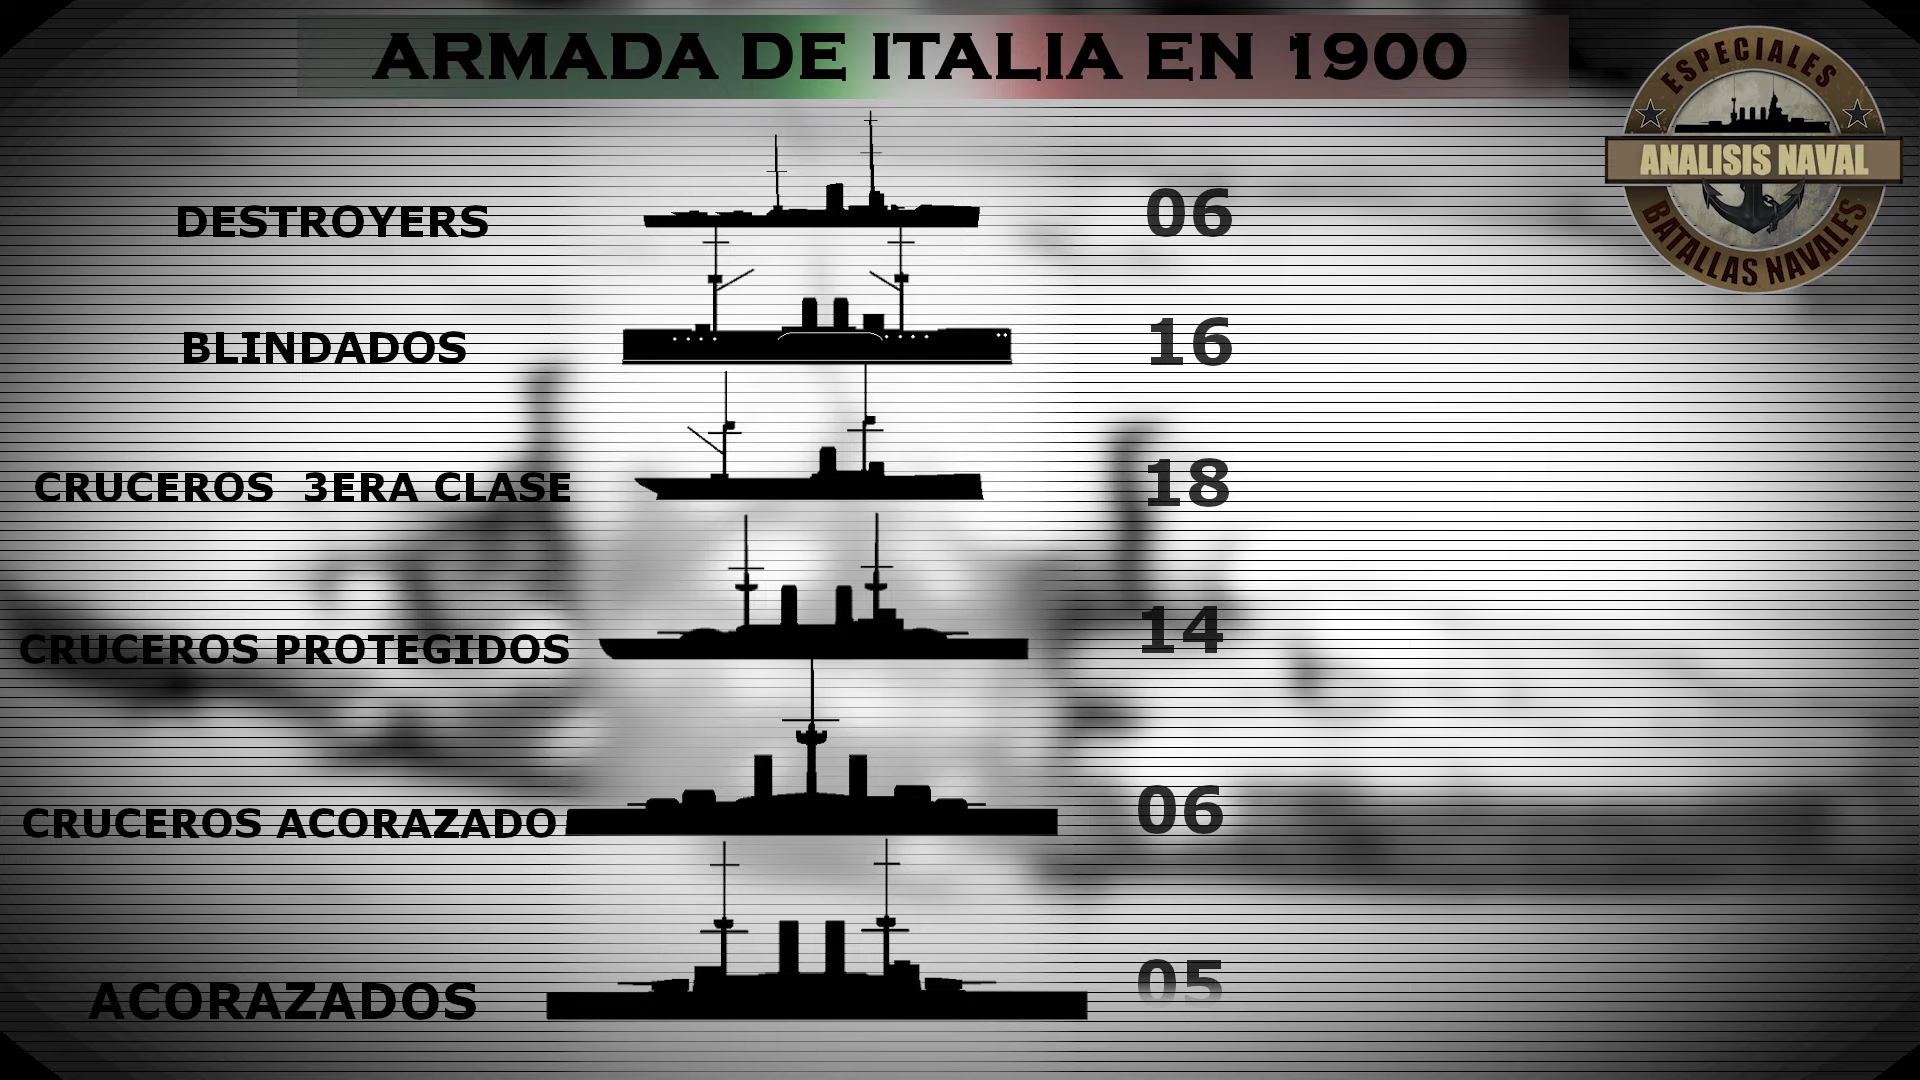 ARMADA DE ITALIA EN 1900
ESPECIALES
ANALISIS NAVAL
BATALLAS NAVALES
DESTROYERS 06
BLINDADOS 16
CRUCEROS 3ERA CLASE 18
CRUCEROS PROTEGIDOS 14
CRUCEROS ACORAZADO 06
ACORAZADOS 05